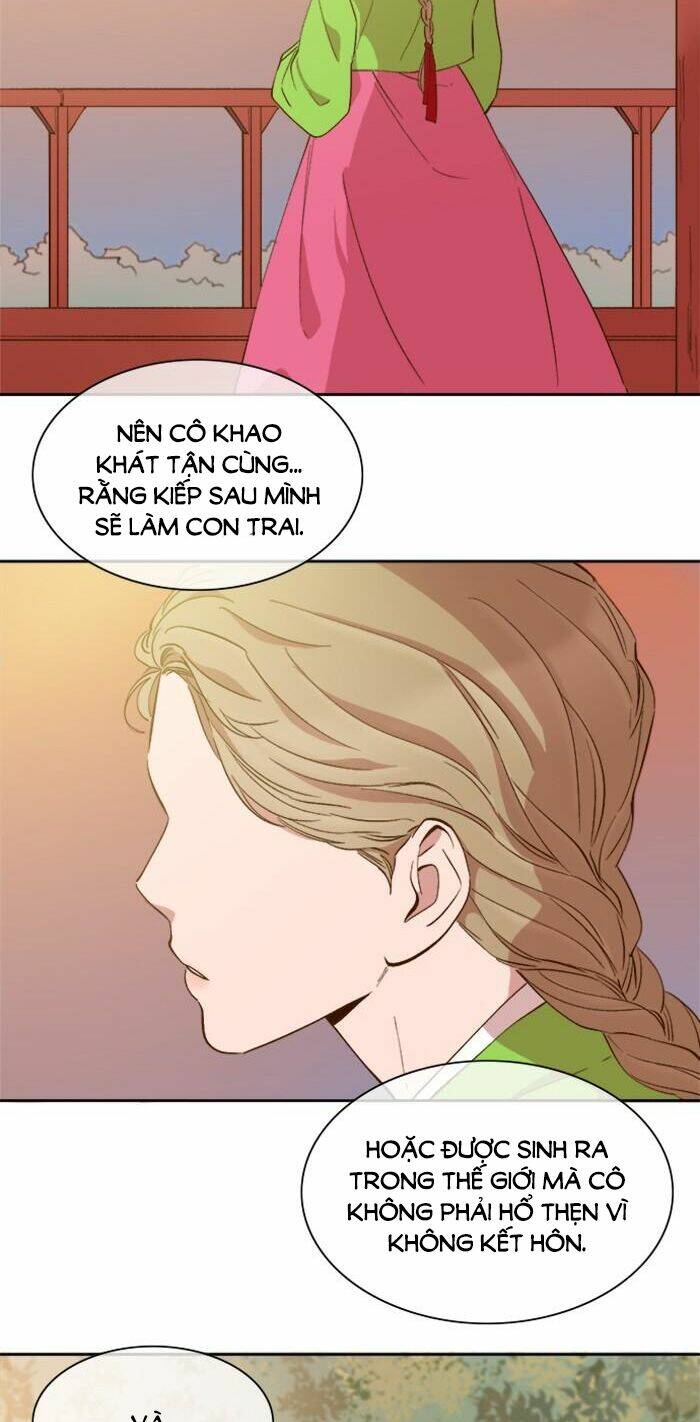 NÊN CÔ KHAO
KHÁT TẬN CÙNG...
RẰNG KIẾP SAU MÌNH
SẼ LÀM CON TRAI.
HOẶC ĐƯỢC SINH RA
TRONG THẾ GIỚI MÀ CÔ
KHÔNG PHẢI HỔ THẸN VÌ
KHÔNG KẾT HÔN.
VÀ